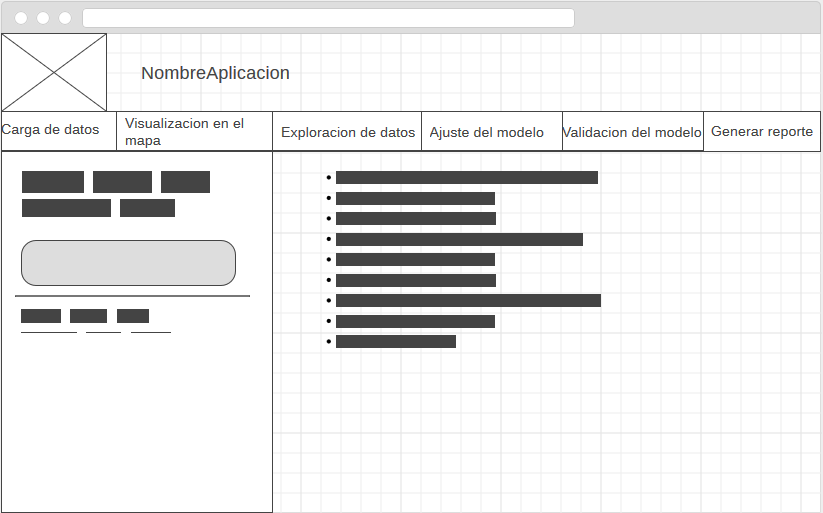 NombreAplicacion
Carga de datos
Visualizacion en el
mapa
Exploracion de datos
Ajuste del modelo
Validacion del modelo
Generar reporte